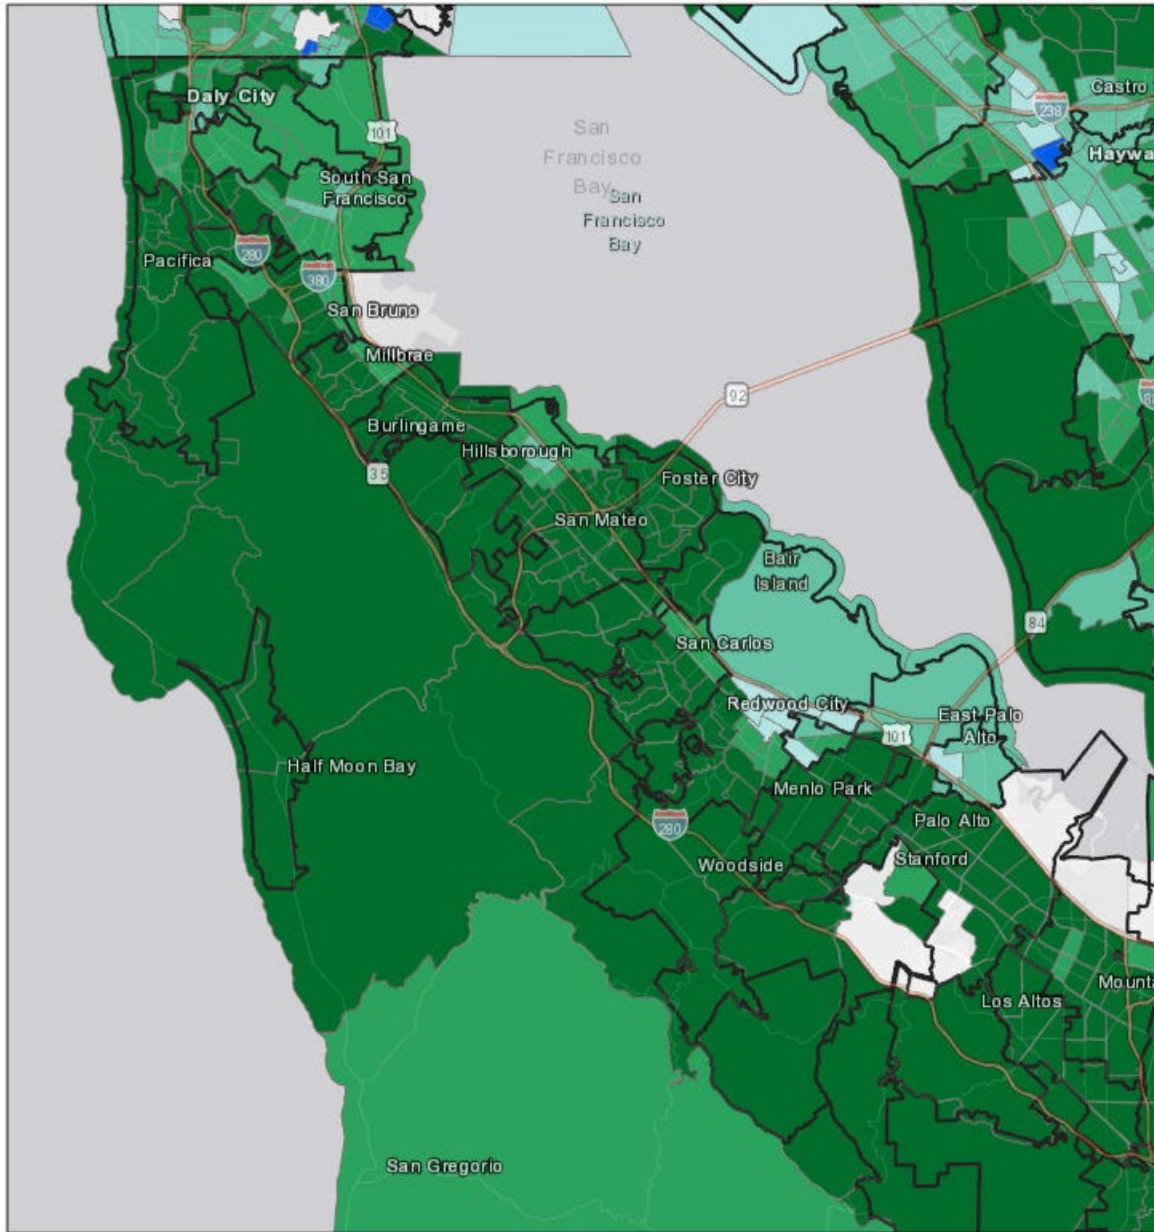 Castro
238
Daly City
101
San
Francisco
Bay
Haywa
South San
Francisco
San
Francisco
Bay
Pacifica
280
380
San Bruno
Millbrae
92
Burlingame
Hillsborough
35
Foster City
San Mateo
Bair
Island
84
San Carlos
Redwood City
East Palo
Alto
101
Half Moon Bay
Menlo Park
280
Palo Alto
Woodside
Stanford
Mounta
Los Altos
San Gregorio